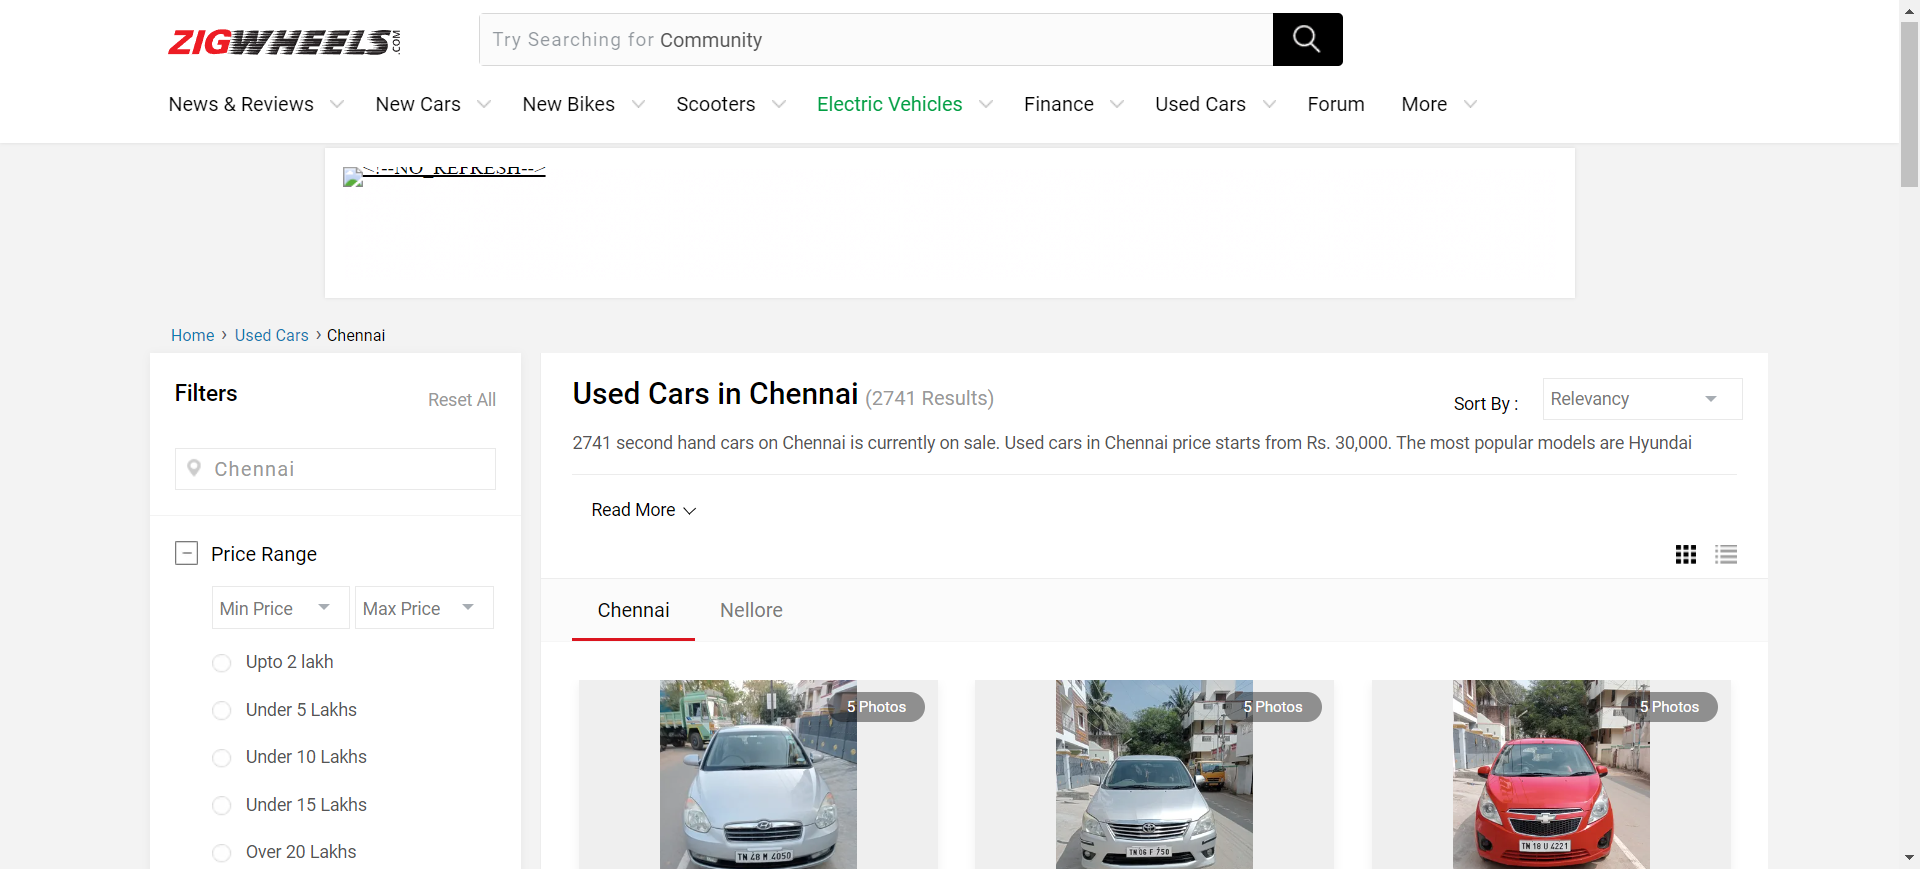 ZIGWHEELS.COM
Try Searching for Community
News & Reviews New Cars New Bikes Scooters Electric Vehicles Finance Used Cars Forum More
<!--NO_REFRESH-->
Home › Used Cars › Chennai
Filters
Reset All
Chennai
Price Range
Min Price Max Price
Upto 2 lakh
Under 5 Lakhs
Under 10 Lakhs
Under 15 Lakhs
Over 20 Lakhs
Used Cars in Chennai (2741 Results)
Sort By : Relevancy
2741 second hand cars on Chennai is currently on sale. Used cars in Chennai price starts from Rs. 30,000. The most popular models are Hyundai
Read More
Chennai Nellore
5 Photos 5 Photos 5 Photos
TN 48 M 4050 TN 06 F 750 TN 18 U 4221